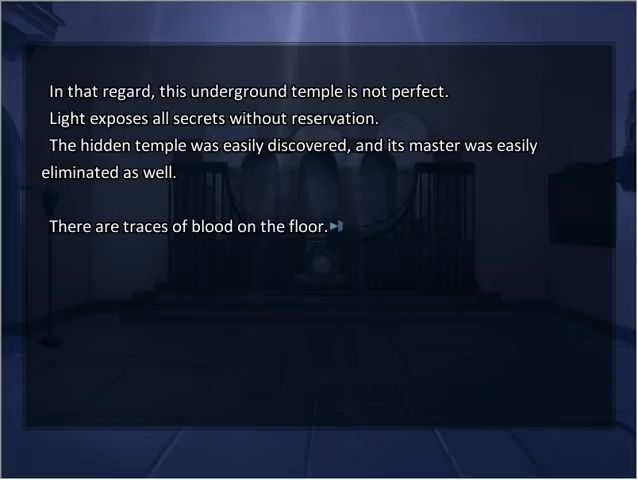 In that regard, this underground temple is not perfect.
Light exposes all secrets without reservation.
The hidden temple was easily discovered, and its master was easily
eliminated as well.
There are traces of blood on the floor.